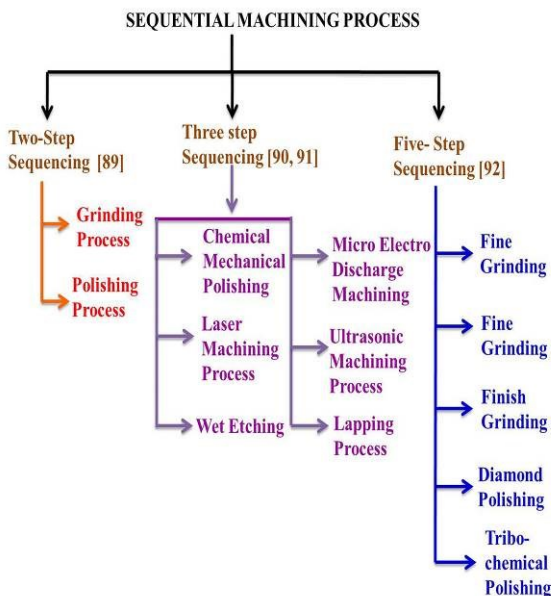 SEQUENTIAL MACHINING PROCESS
Two-Step
Sequencing [89]
Grinding
Process
Polishing
Process
Three step
Sequencing [90, 91]
Chemical
Mechanical
Polishing
Laser
Machining
Process
Wet Etching
Micro Electro
Discharge
Machining
Ultrasonic
Machining
Process
Lapping
Process
Five- Step
Sequencing [92]
Fine
Grinding
Fine
Grinding
Finish
Grinding
Diamond
Polishing
Tribo-
chemical
Polishing